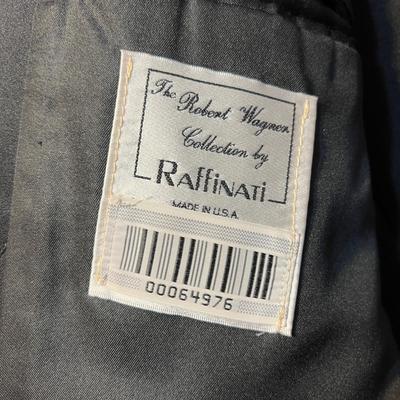 The Robert Wagner
Collection by
Raffinati
MADE IN U.S.A.
00064976